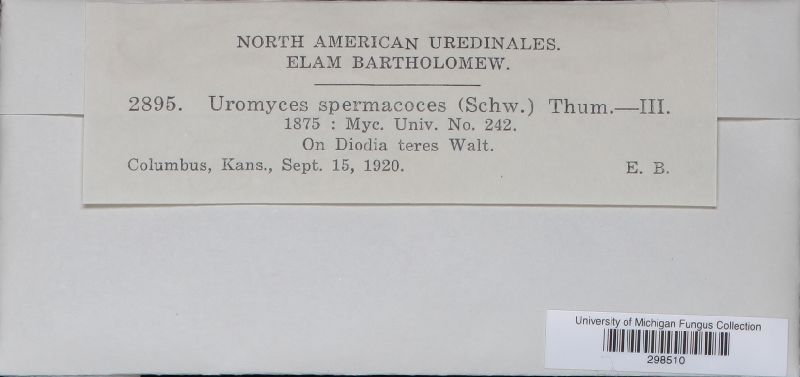 NORTH AMERICAN UREDINALES.
ELAM BARTHOLOMEW.
2895. Uromyces spermacoces (Schw.) Thum.—III.
1875 : Myc. Univ. No. 242.
On Diodia teres Walt.
Columbus, Kans., Sept. 15, 1920. E. B.
University of Michigan Fungus Collection
298510